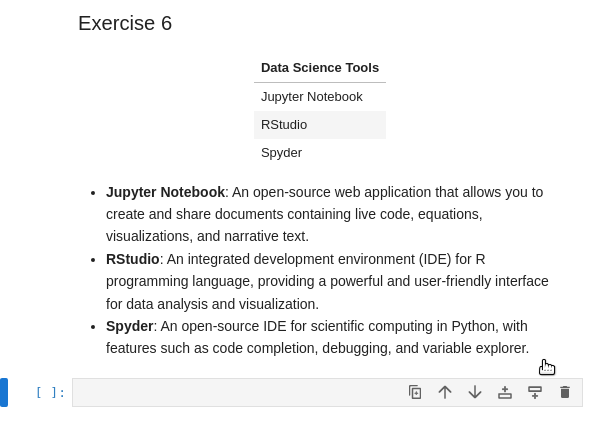 Exercise 6
Data Science Tools
Jupyter Notebook
RStudio
Spyder
• Jupyter Notebook: An open-source web application that allows you to
create and share documents containing live code, equations,
visualizations, and narrative text.
• RStudio: An integrated development environment (IDE) for R
programming language, providing a powerful and user-friendly interface
for data analysis and visualization.
• Spyder: An open-source IDE for scientific computing in Python, with
features such as code completion, debugging, and variable explorer.
[ ]: